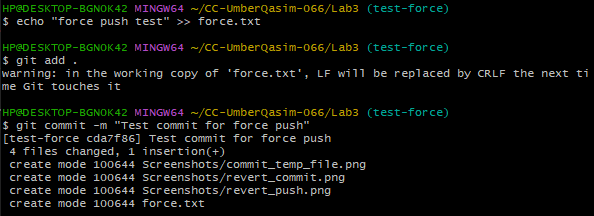 HP@DESKTOP-BGNOK42 MINGW64 ~/CC-UmberQasim-066/Lab3 (test-force)
$ echo "force push test" >> force.txt
HP@DESKTOP-BGNOK42 MINGW64 ~/CC-UmberQasim-066/Lab3 (test-force)
$ git add .
warning: in the working copy of 'force.txt', LF will be replaced by CRLF the next ti
me Git touches it
HP@DESKTOP-BGNOK42 MINGW64 ~/CC-UmberQasim-066/Lab3 (test-force)
$ git commit -m "Test commit for force push"
[test-force cda7f86] Test commit for force push
 4 files changed, 1 insertion(+)
 create mode 100644 Screenshots/commit_temp_file.png
 create mode 100644 Screenshots/revert_commit.png
 create mode 100644 Screenshots/revert_push.png
 create mode 100644 force.txt